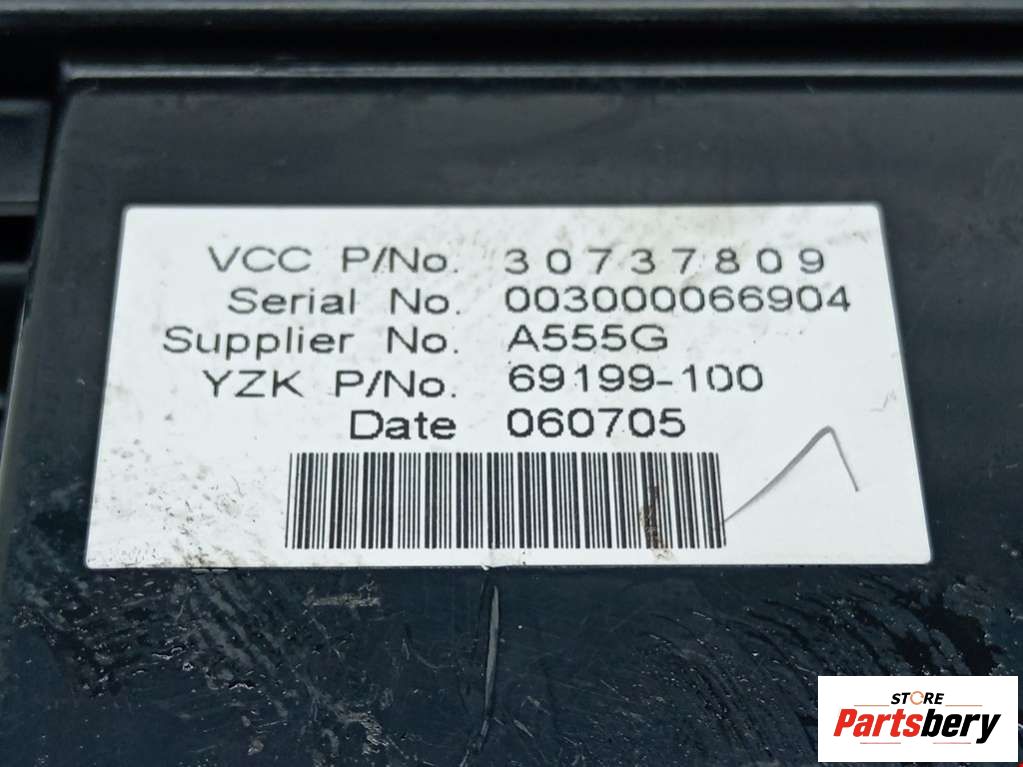 VCC P/No. 30737809
Serial No. 003000066904
Supplier No. A555G
YZK P/No. 69199-100
Date 060705
STORE
Partsbery